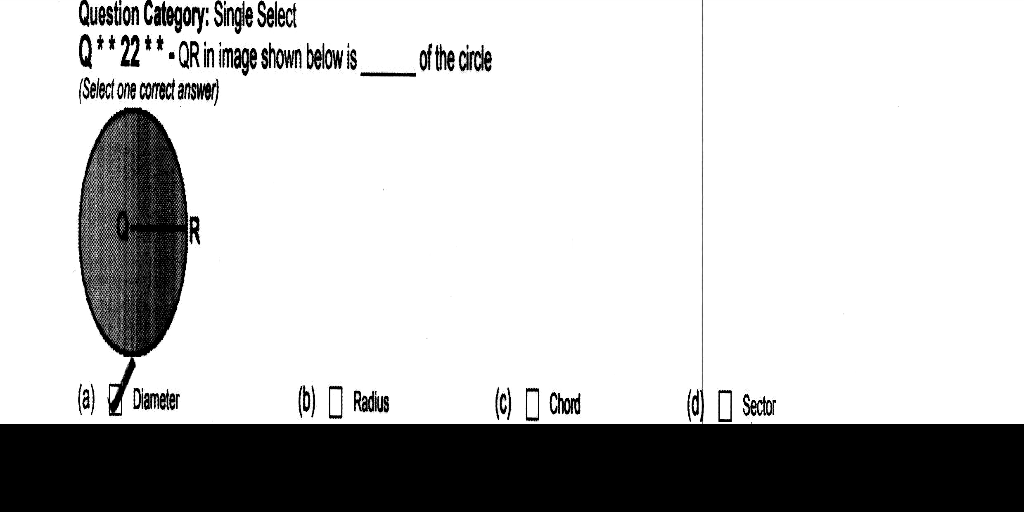 Question Category: Single Select
Q**22** - QR in image shown below is ______ of the circle
(Select one correct answer)
Q R
(a) Diameter (b) Radius (c) Chord (d) Sector